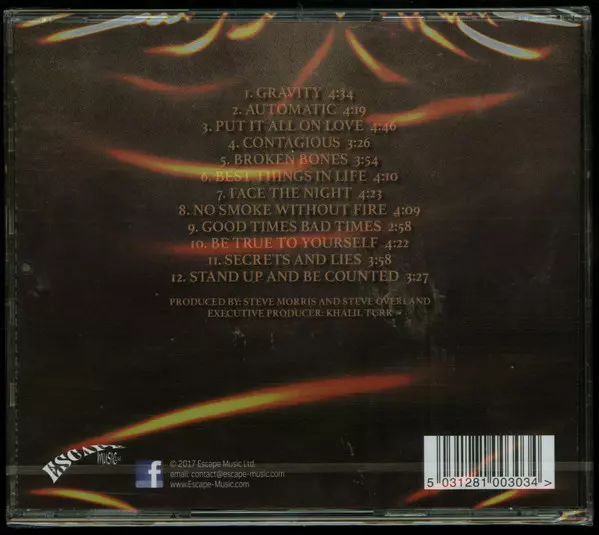 1. GRAVITY 4:34
2. AUTOMATIC 4:19
3. PUT IT ALL ON LOVE 4:46
4. CONTAGIOUS 3:26
5. BROKEN BONES 3:54
6. BEST THINGS IN LIFE 4:10
7. FACE THE NIGHT 4:23
8. NO SMOKE WITHOUT FIRE 4:09
9. GOOD TIMES BAD TIMES 2:58
10. BE TRUE TO YOURSELF 4:22
11. SECRETS AND LIES 3:58
12. STAND UP AND BE COUNTED 3:27
PRODUCED BY: STEVE MORRIS AND STEVE OVERLAND
EXECUTIVE PRODUCER: KHALIL TURK
ESCAPE
MUSIC
f
© 2017 Escape Music Ltd.
email: contact@escape-music.com
www.Escape-Music.com
5 031281 003034 >